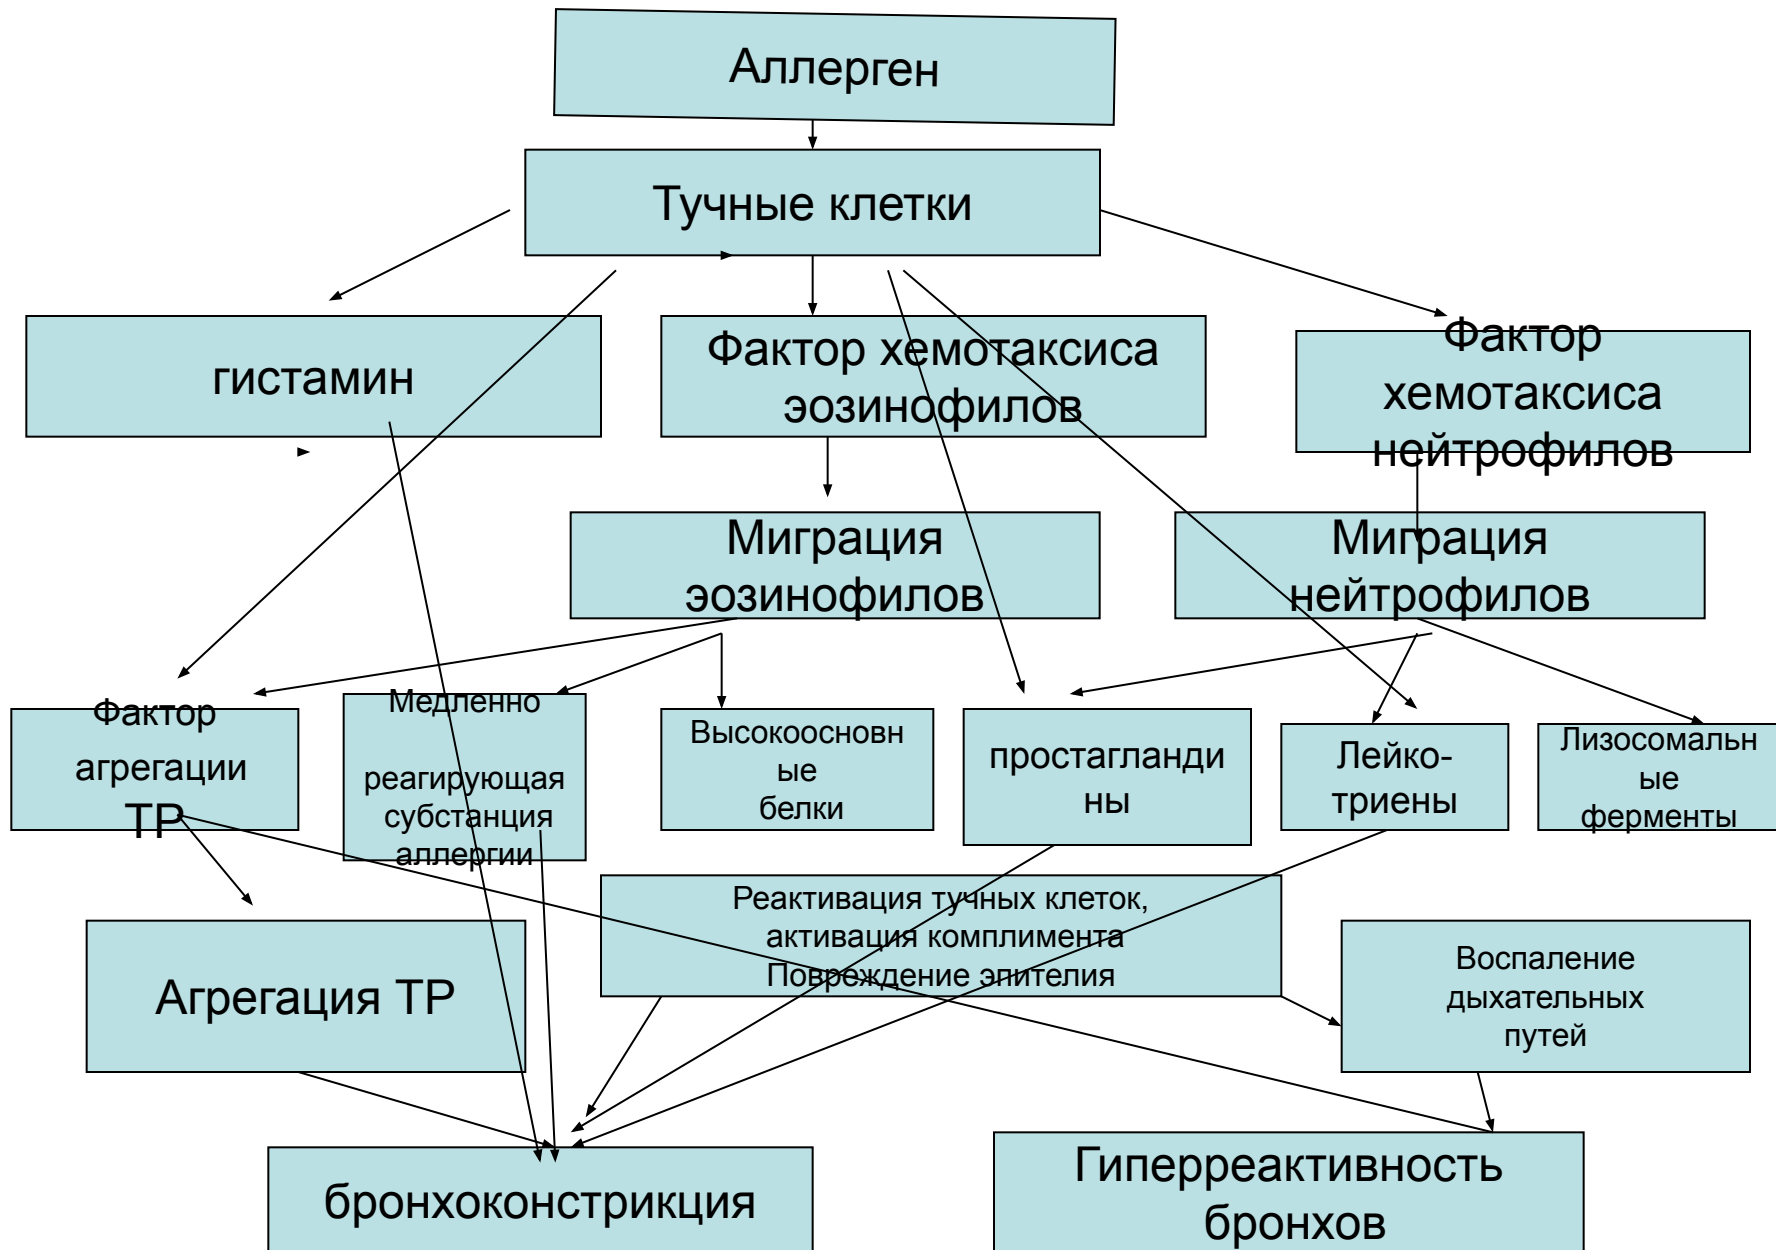 Аллерген
Тучные клетки
гистамин
Фактор хемотаксиса
эозинофилов
Фактор
хемотаксиса
нейтрофилов
Миграция
эозинофилов
Миграция
нейтрофилов
Фактор
агрегации
ТР
Медленно
реагирующая
субстанция
аллергии
Высокоосновн
ые
белки
простагланди
ны
Лейко-
триены
Лизосомальн
ые
ферменты
Реактивация тучных клеток,
активация комплимента
Повреждение эпителия
Агрегация ТР
Воспаление
дыхательных
путей
бронхоконстрикция
Гиперреактивность
бронхов